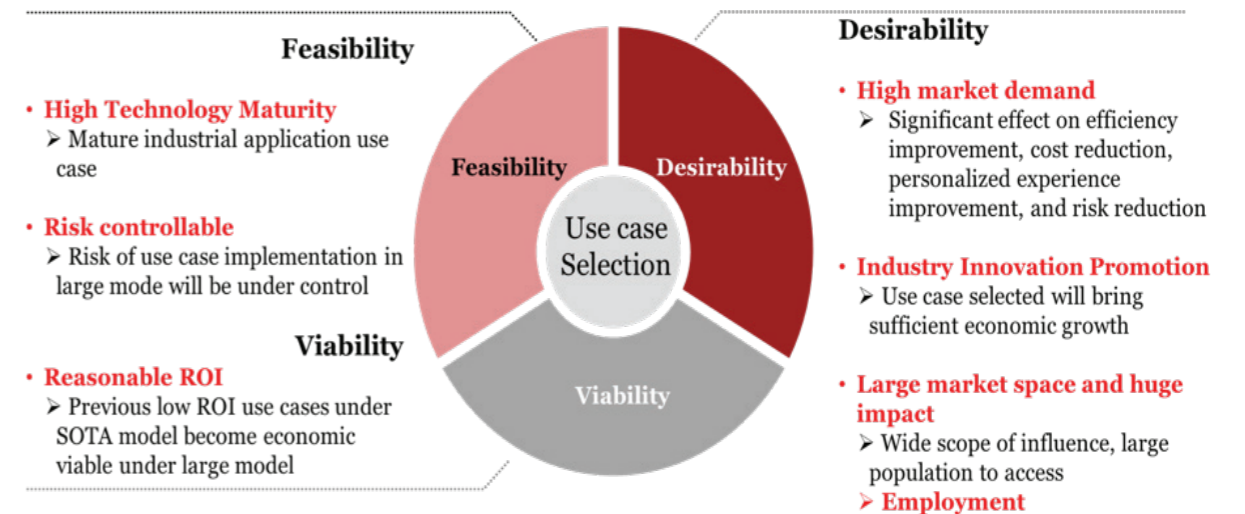 Feasibility
• High Technology Maturity
➢ Mature industrial application use
case
• Risk controllable
➢ Risk of use case implementation in
large mode will be under control
Viability
• Reasonable ROI
➢ Previous low ROI use cases under
SOTA model become economic
viable under large model
Feasibility
Desirability
Use case
Selection
Viability
Desirability
• High market demand
➢ Significant effect on efficiency
improvement, cost reduction,
personalized experience
improvement, and risk reduction
• Industry Innovation Promotion
➢ Use case selected will bring
sufficient economic growth
• Large market space and huge
impact
➢ Wide scope of influence, large
population to access
➢ Employment